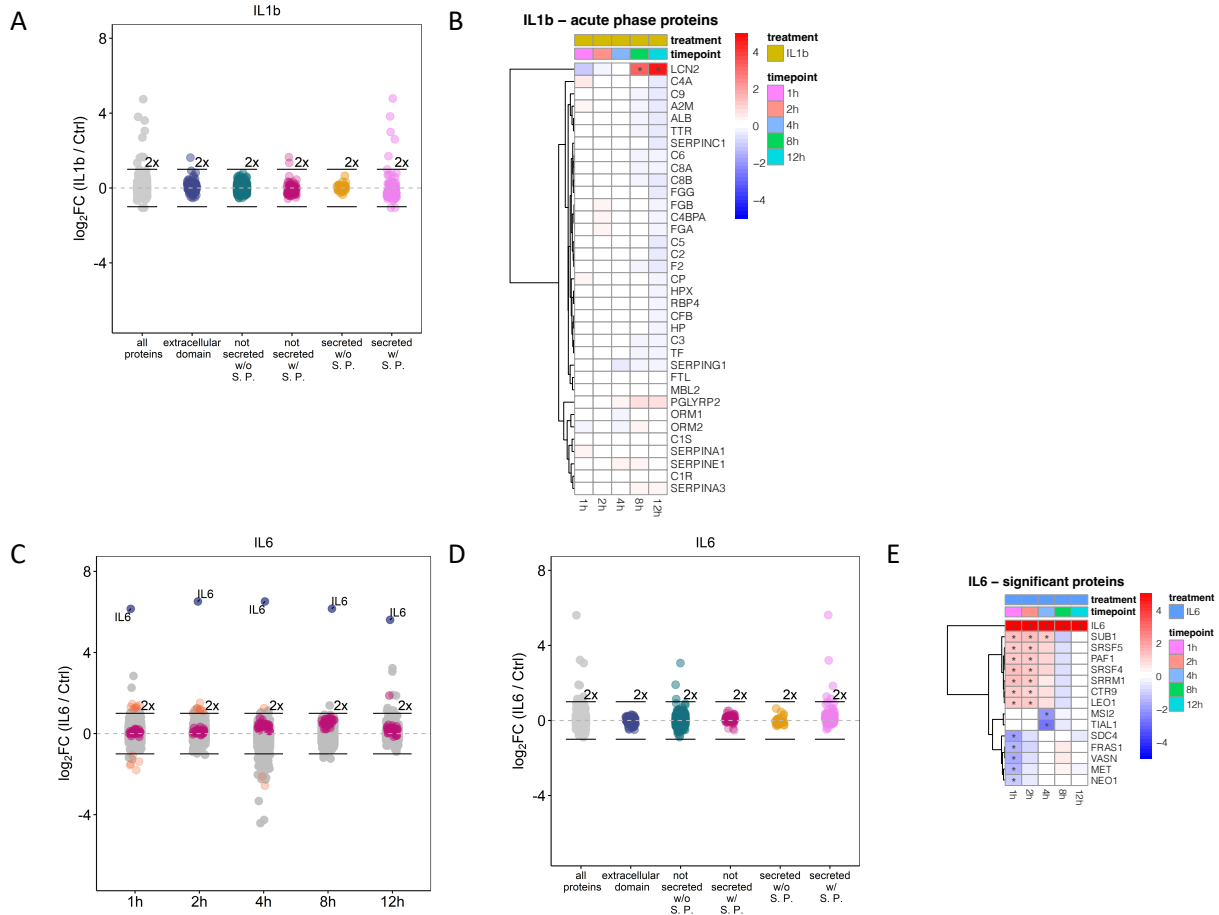 A
IL1b
8
4
0
-4
log2FC (IL1b / Ctrl)
2x
2x
2x
2x
2x
2x
all proteins
extracellular domain
not secreted w/o S. P.
not secreted w/ S. P.
secreted w/o S. P.
secreted w/ S. P.
B
IL1b – acute phase proteins
treatment
timepoint
LCN2
* *
C4A
C9
A2M
ALB
TTR
SERPINC1
C6
C8A
C8B
FGG
FGB
C4BPA
FGA
C5
C2
F2
CP
HPX
RBP4
CFB
HP
C3
TF
SERPING1
FTL
MBL2
PGLYRP2
ORM1
ORM2
C1S
SERPINA1
SERPINE1
C1R
SERPINA3
1h
2h
4h
8h
12h
4
2
0
−2
−4
treatment
IL1b
timepoint
1h
2h
4h
8h
12h
C
IL6
8
4
0
-4
log2FC (IL6 / Ctrl)
IL6
IL6
IL6
IL6
IL6
2x
2x
2x
2x
2x
1h
2h
4h
8h
12h
D
IL6
8
4
0
-4
log2FC (IL6 / Ctrl)
2x
2x
2x
2x
2x
2x
all proteins
extracellular domain
not secreted w/o S. P.
not secreted w/ S. P.
secreted w/o S. P.
secreted w/ S. P.
E
IL6 – significant proteins
treatment
timepoint
IL6
SUB1
SRSF5
PAF1
SRSF4
SRRM1
CTR9
LEO1
MSI2
TIAL1
SDC4
FRAS1
VASN
MET
NEO1
1h
2h
4h
8h
12h
4
2
0
−2
−4
treatment
IL6
timepoint
1h
2h
4h
8h
12h